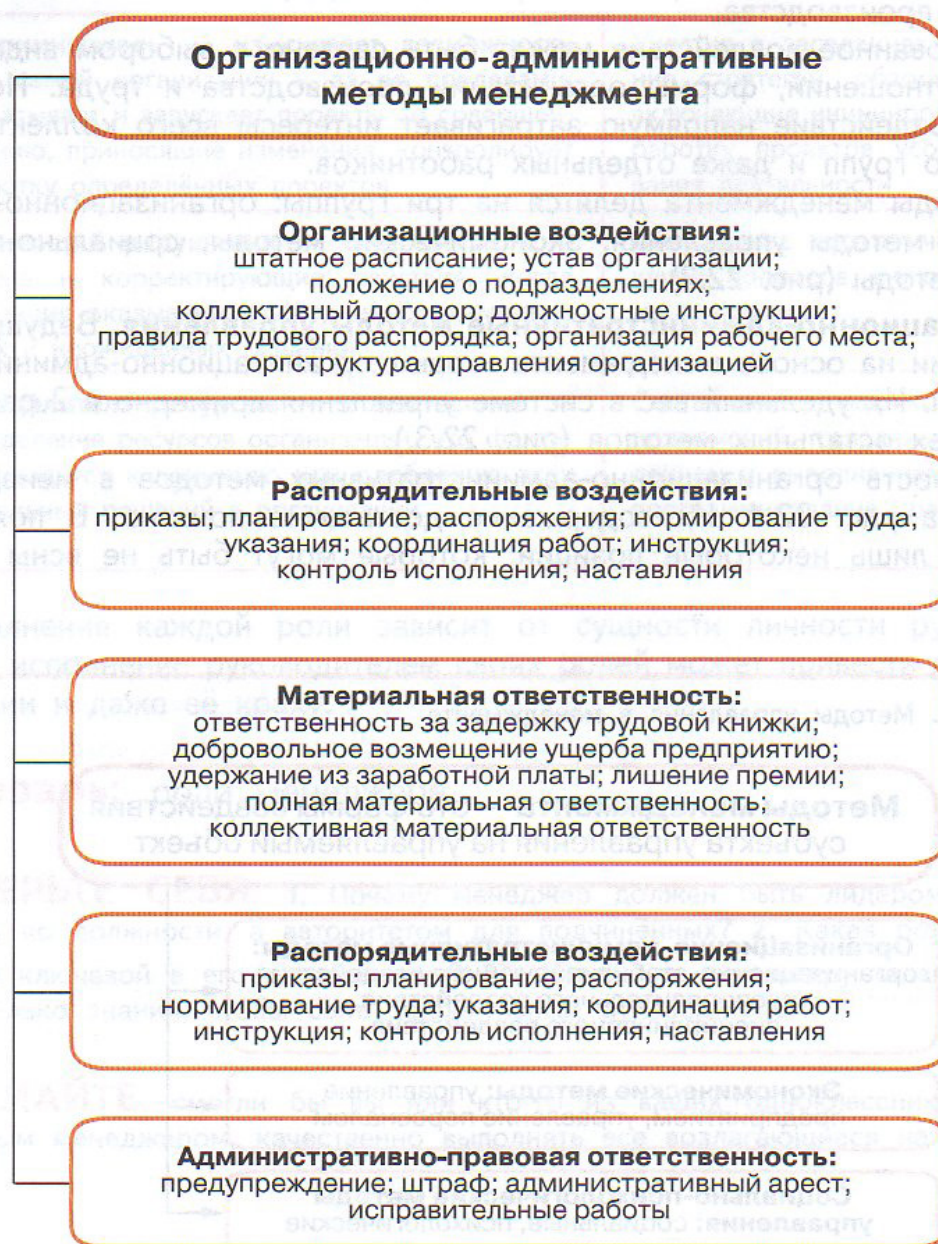 Организационно-административные
методы менеджмента
Организационные воздействия:
штатное расписание; устав организации;
положение о подразделениях;
коллективный договор; должностные инструкции;
правила трудового распорядка; организация рабочего места;
оргструктура управления организацией
Распорядительные воздействия:
приказы; планирование; распоряжения; нормирование труда;
указания; координация работ; инструкция;
контроль исполнения; наставления
Материальная ответственность:
ответственность за задержку трудовой книжки;
добровольное возмещение ущерба предприятию;
удержание из заработной платы; лишение премии;
полная материальная ответственность;
коллективная материальная ответственность
Распорядительные воздействия:
приказы; планирование; распоряжения;
нормирование труда; указания; координация работ;
инструкция; контроль исполнения; наставления
Административно-правовая ответственность:
предупреждение; штраф; административный арест;
исправительные работы